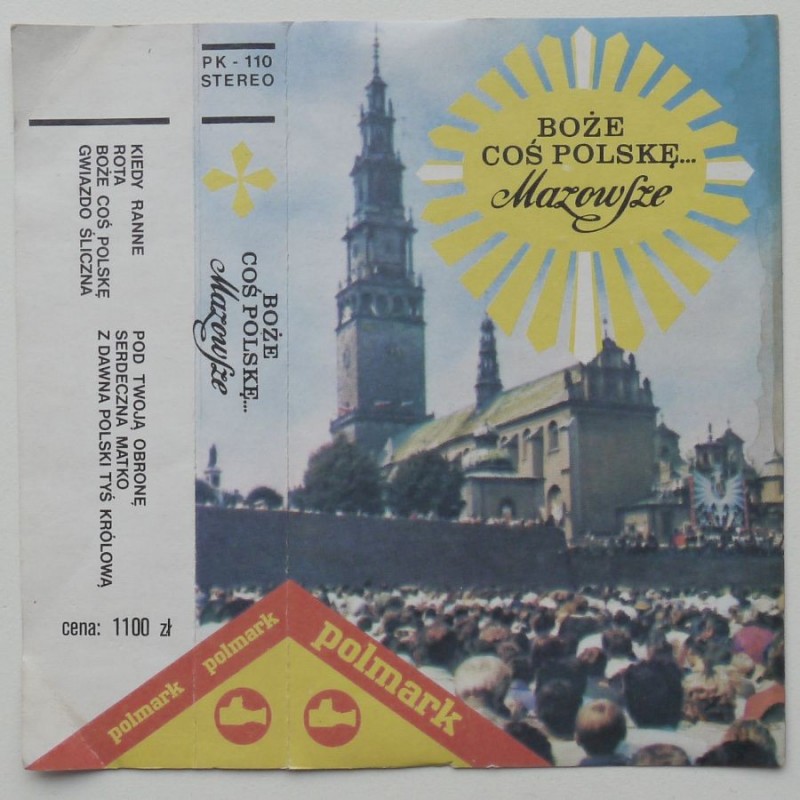 KIEDY RANNE
ROTA
BOŻE COŚ POLSKĘ
GWIAZDO ŚLICZNA
POD TWOJĄ OBRONĘ
SERDECZNA MATKO
Z DAWNA POLSKI TYŚ KRÓLOWĄ
cena: 1100 zł
PK - 110
STEREO
BOŻE
COŚ POLSKĘ...
Mazowsze
BOŻE
COŚ POLSKĘ...
Mazowsze
polmark
polmark
polmark